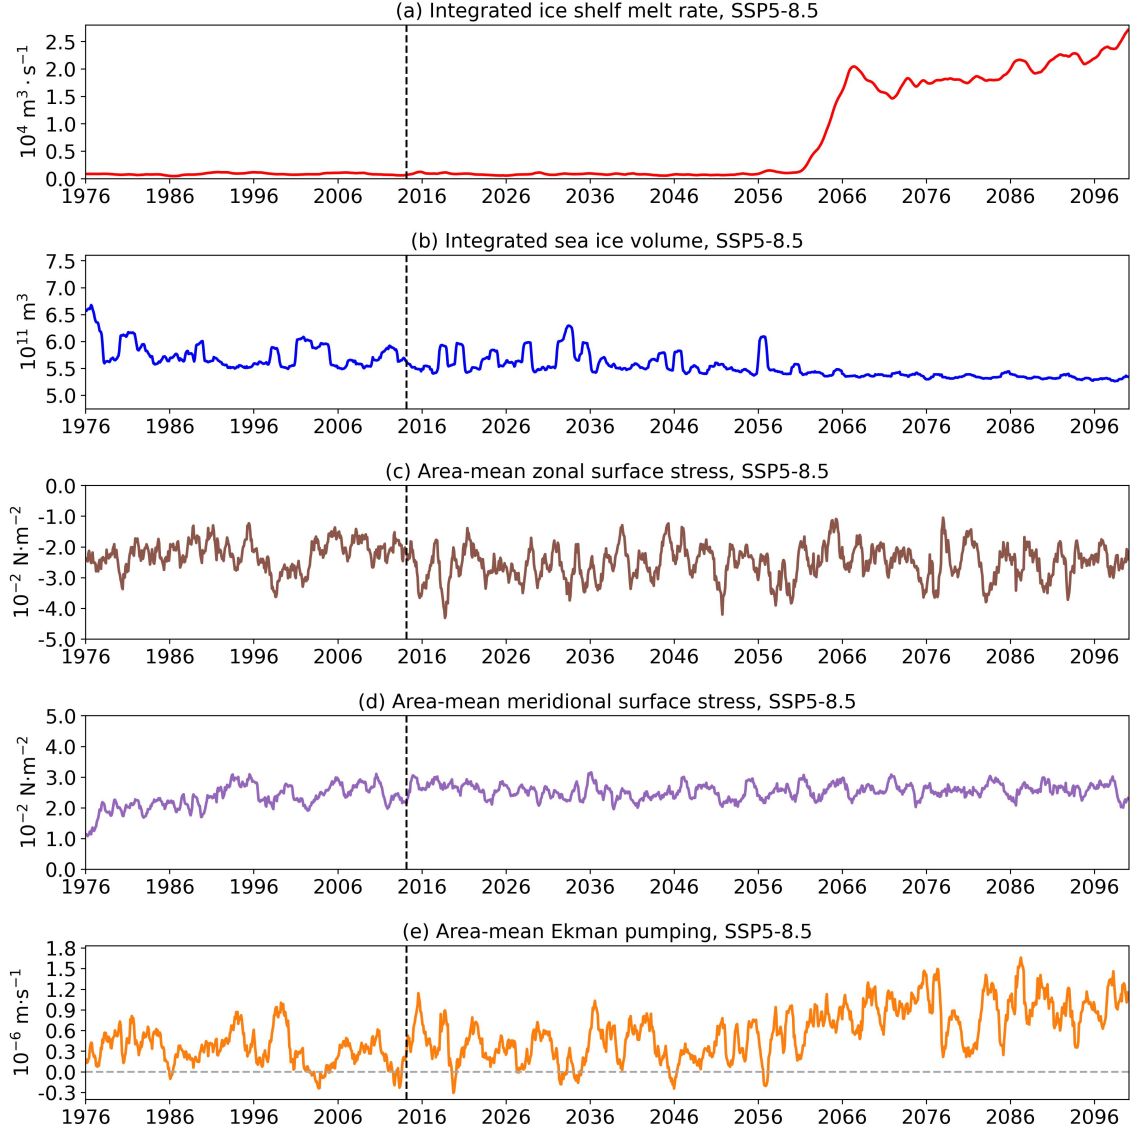 (a) Integrated ice shelf melt rate, SSP5-8.5
10⁴ m³ · s⁻¹
2.5
2.0
1.5
1.0
0.5
0.0
1976 1986 1996 2006 2016 2026 2036 2046 2056 2066 2076 2086 2096
(b) Integrated sea ice volume, SSP5-8.5
10¹¹ m³
7.5
7.0
6.5
6.0
5.5
5.0
1976 1986 1996 2006 2016 2026 2036 2046 2056 2066 2076 2086 2096
(c) Area-mean zonal surface stress, SSP5-8.5
10⁻² N·m⁻²
0.0
-1.0
-2.0
-3.0
-4.0
-5.0
1976 1986 1996 2006 2016 2026 2036 2046 2056 2066 2076 2086 2096
(d) Area-mean meridional surface stress, SSP5-8.5
10⁻² N·m⁻²
5.0
4.0
3.0
2.0
1.0
0.0
1976 1986 1996 2006 2016 2026 2036 2046 2056 2066 2076 2086 2096
(e) Area-mean Ekman pumping, SSP5-8.5
10⁻⁶ m·s⁻¹
1.8
1.5
1.2
0.9
0.6
0.3
0.0
-0.3
1976 1986 1996 2006 2016 2026 2036 2046 2056 2066 2076 2086 2096